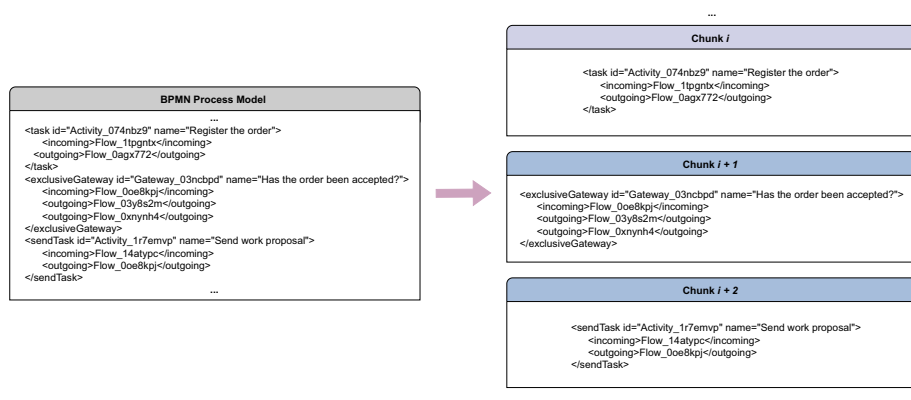 BPMN Process Model
...
<task id="Activity_074nbz9" name="Register the order">
<incoming>Flow_1tpgntx</incoming>
<outgoing>Flow_0agx772</outgoing>
</task>
<exclusiveGateway id="Gateway_03ncbpd" name="Has the order been accepted?">
<incoming>Flow_0oe8kpj</incoming>
<outgoing>Flow_03y8s2m</outgoing>
<outgoing>Flow_0xnynh4</outgoing>
</exclusiveGateway>
<sendTask id="Activity_1r7emvp" name="Send work proposal">
<incoming>Flow_14atypc</incoming>
<outgoing>Flow_0oe8kpj</outgoing>
</sendTask>
...
...
Chunk i
<task id="Activity_074nbz9" name="Register the order">
<incoming>Flow_1tpgntx</incoming>
<outgoing>Flow_0agx772</outgoing>
</task>
Chunk i + 1
<exclusiveGateway id="Gateway_03ncbpd" name="Has the order been accepted?">
<incoming>Flow_0oe8kpj</incoming>
<outgoing>Flow_03y8s2m</outgoing>
<outgoing>Flow_0xnynh4</outgoing>
</exclusiveGateway>
Chunk i + 2
<sendTask id="Activity_1r7emvp" name="Send work proposal">
<incoming>Flow_14atypc</incoming>
<outgoing>Flow_0oe8kpj</outgoing>
</sendTask>